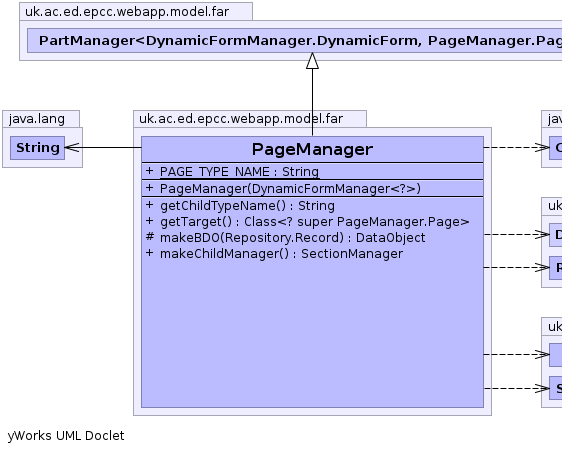 uk.ac.ed.epcc.webapp.model.far
PartManager<DynamicFormManager.DynamicForm, PageManager.Pag
java.lang
String
uk.ac.ed.epcc.webapp.model.far
PageManager
+ PAGE_TYPE_NAME : String
+ PageManager(DynamicFormManager<?>)
+ getChildTypeName() : String
+ getTarget() : Class<? super PageManager.Page>
# makeBDO(Repository.Record) : DataObject
+ makeChildManager() : SectionManager
uk
uk
yWorks UML Doclet